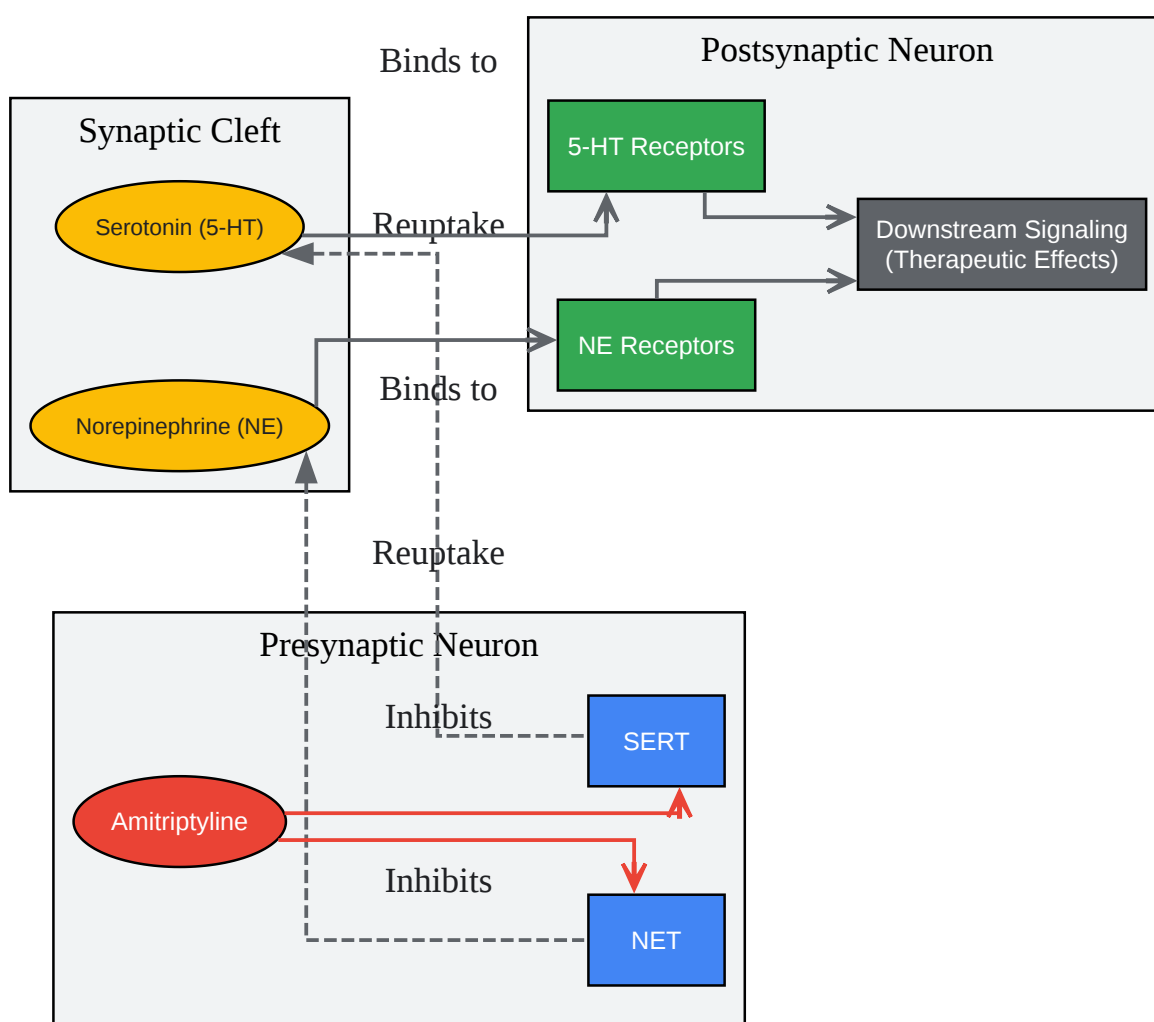 Binds to
Postsynaptic Neuron
Synaptic Cleft
5-HT Receptors
Serotonin (5-HT)
Reuptake
Downstream Signaling
(Therapeutic Effects)
NE Receptors
Binds to
Norepinephrine (NE)
Reuptake
Presynaptic Neuron
Inhibits
SERT
Amitriptyline
Inhibits
NET